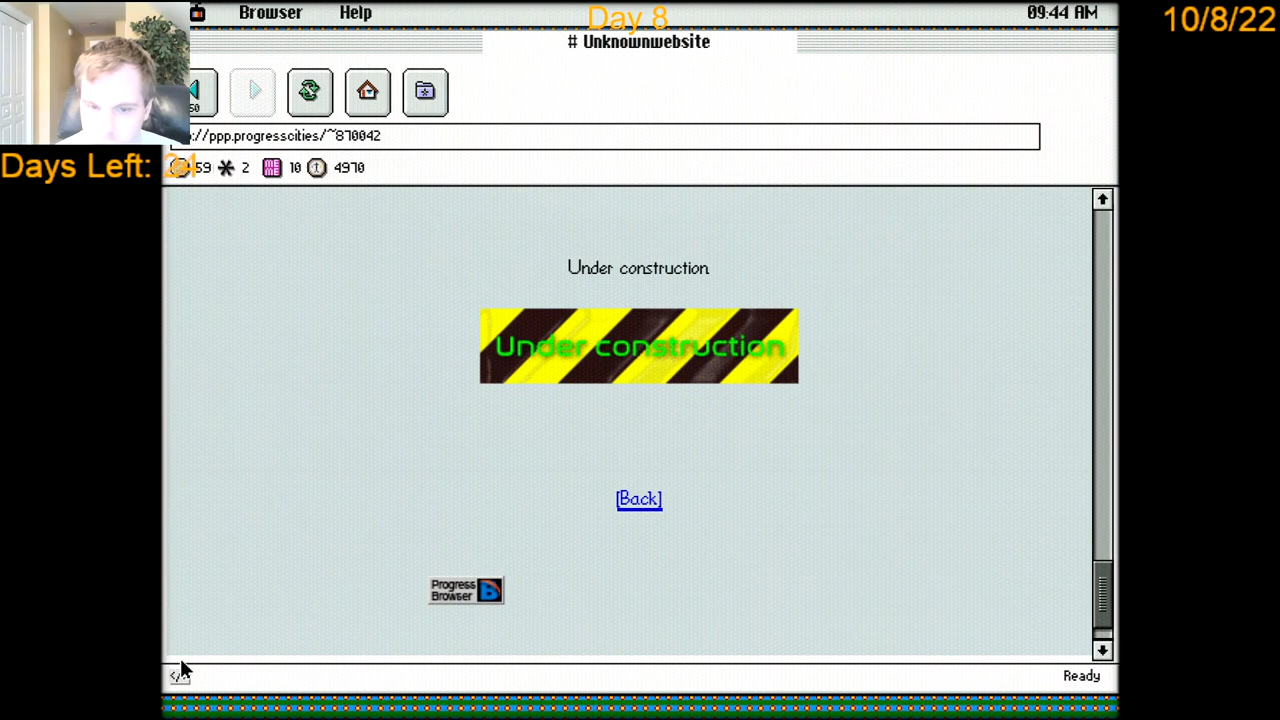 Browser Help
Day 8
09:44 AM
10/8/22
# Unknownwebsite
://ppp.progresscities/~870042
Days Left: 24
59 2 10 4970
Under construction
Under construction
[Back]
Progress
Browser
</>
Ready